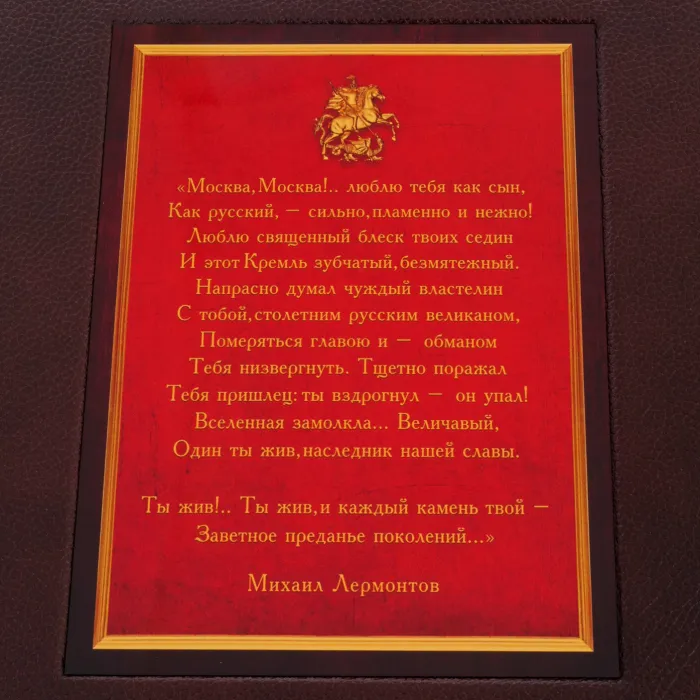 «Москва, Москва!.. люблю тебя как сын,
Как русский, — сильно, пламенно и нежно!
Люблю священный блеск твоих седин
И этот Кремль зубчатый, безмятежный.
Напрасно думал чуждый властелин
С тобой, столетним русским великаном,
Померяться главою и — обманом
Тебя низвергнуть. Тщетно поражал
Тебя пришлец: ты вздрогнул — он упал!
Вселенная замолкла... Величавый,
Один ты жив, наследник нашей славы.
Ты жив!.. Ты жив, и каждый камень твой —
Заветное преданье поколений...»
Михаил Лермонтов